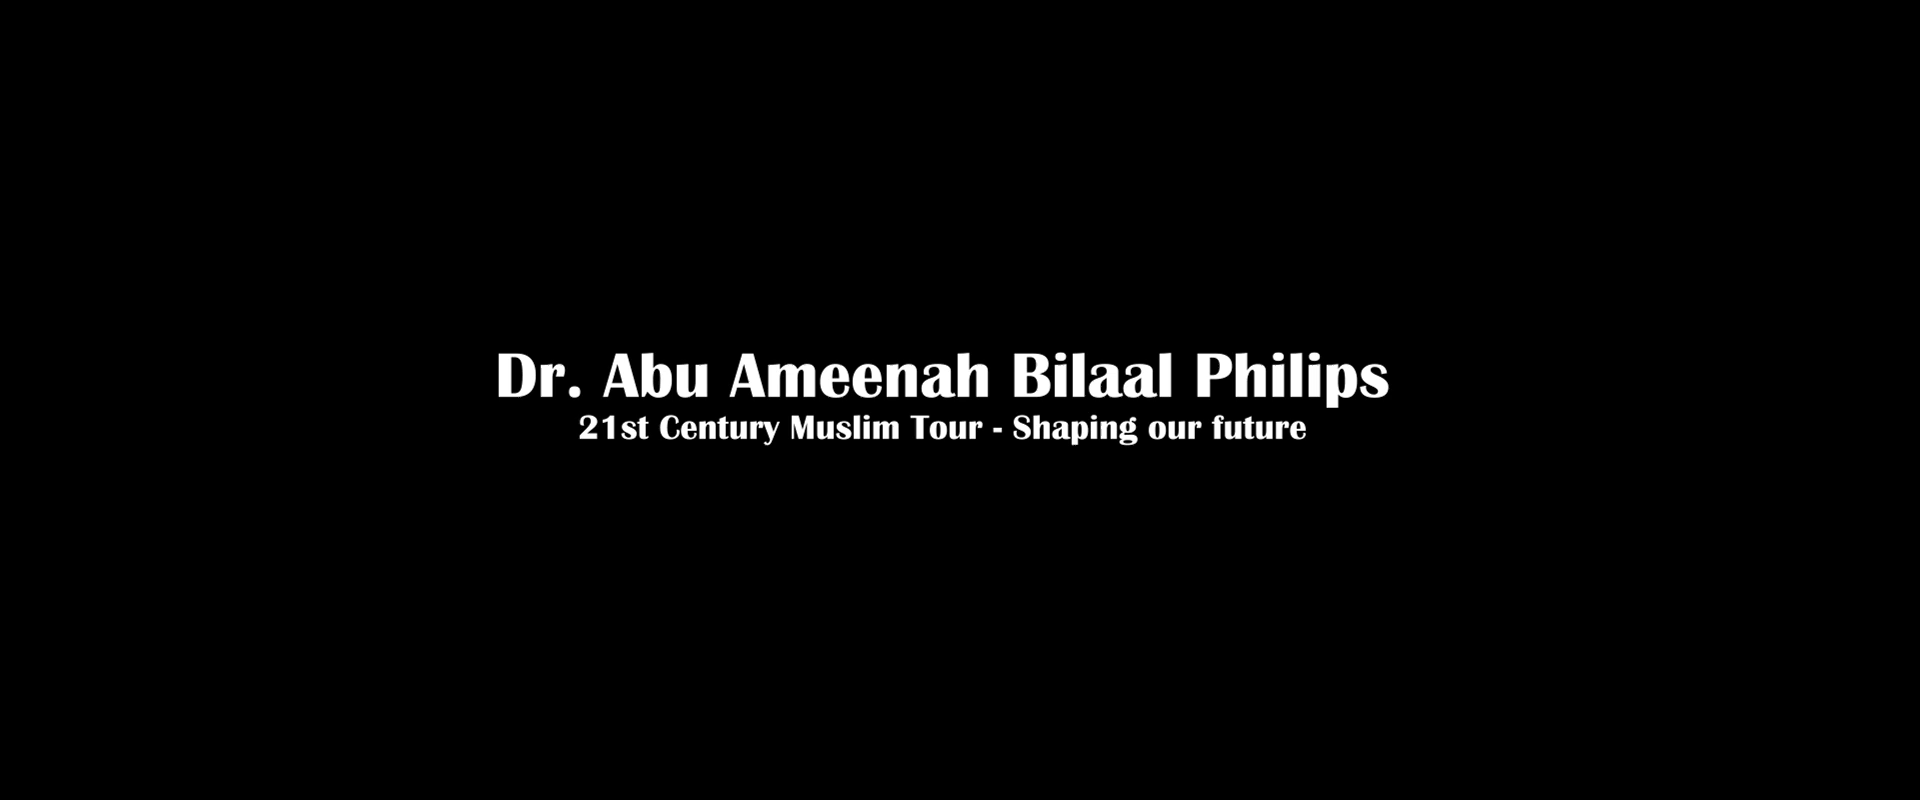 Dr. Abu Ameenah Bilaal Philips
21st Century Muslim Tour - Shaping our future